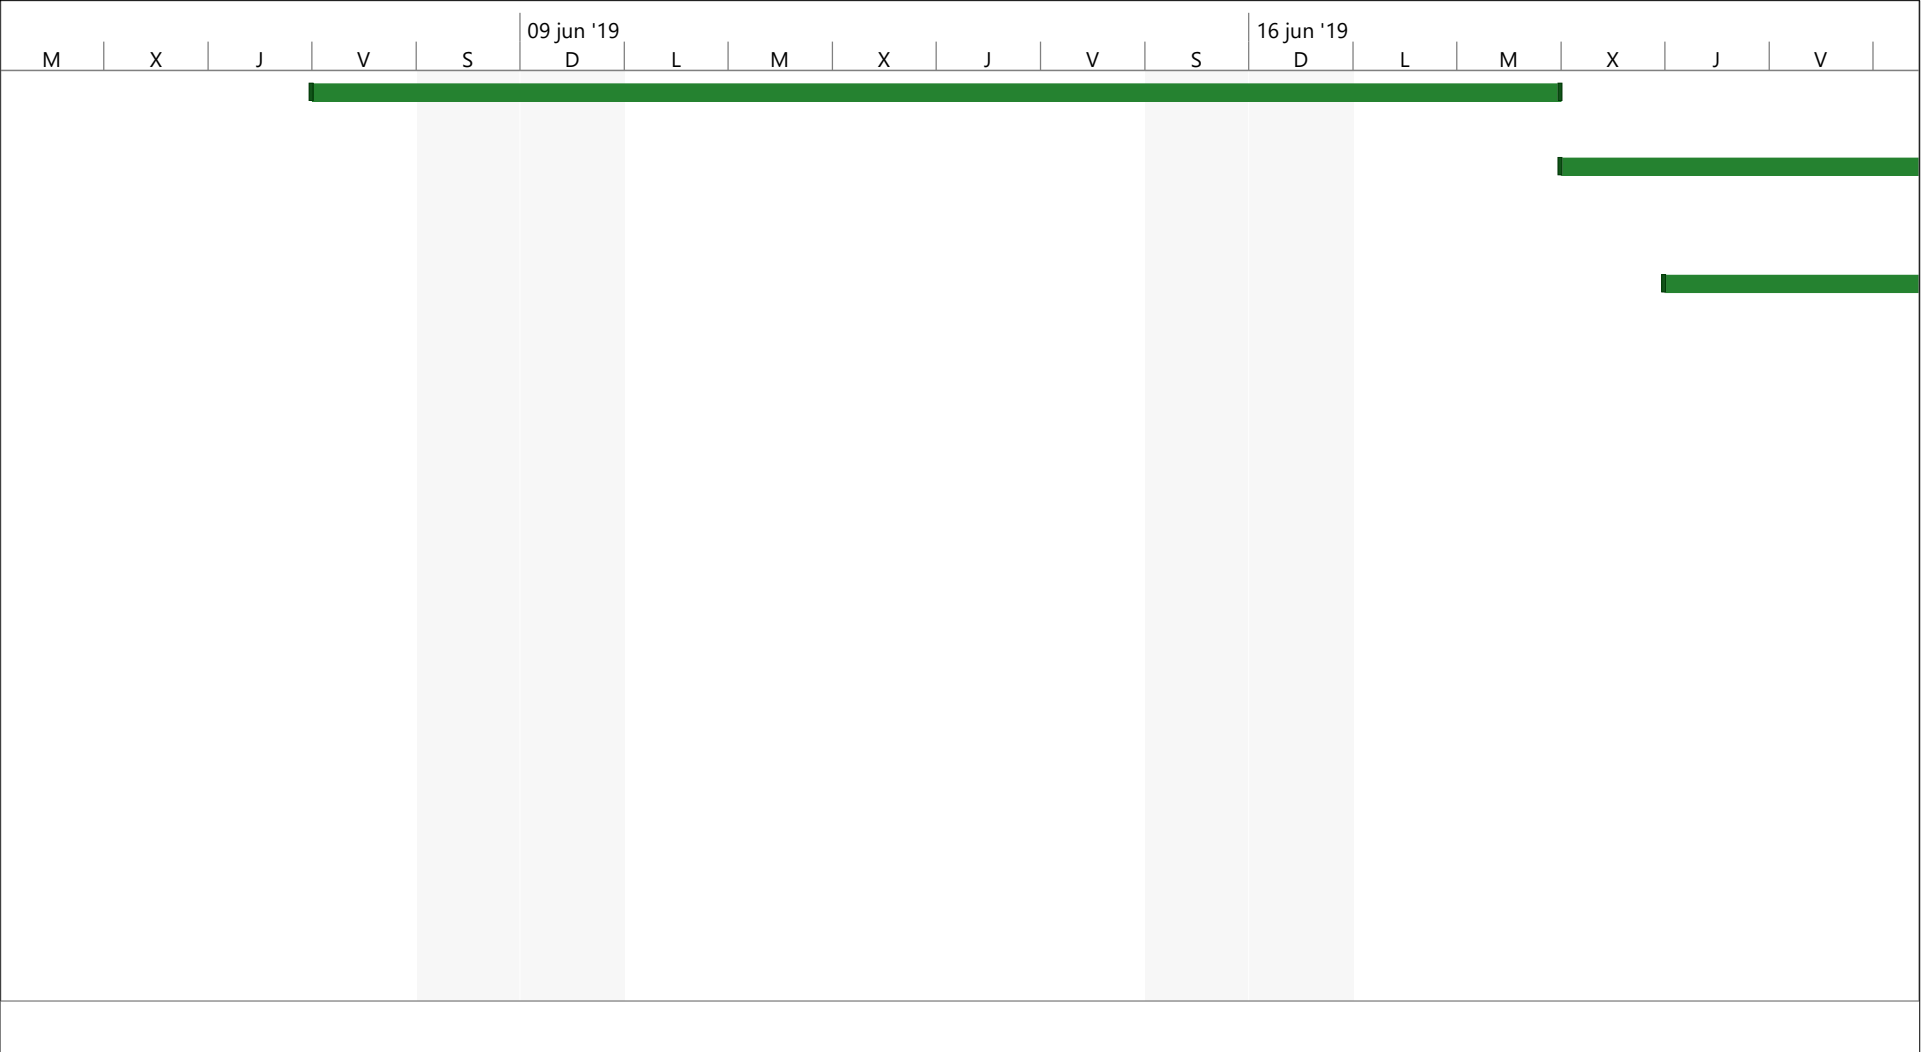 09 jun '19 16 jun '19
M X J V S D L M X J V S D L M X J V